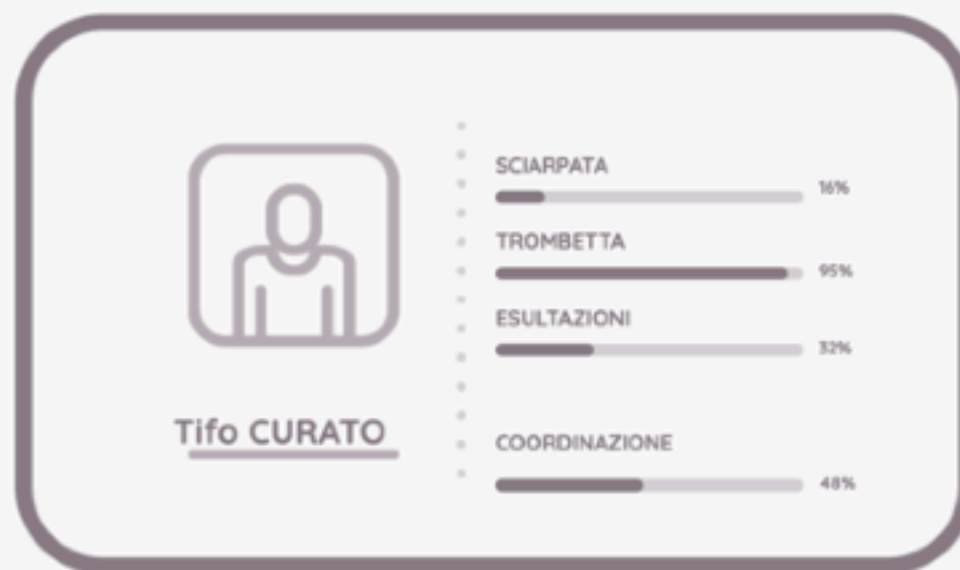 Tifo CURATO
SCIARPATA
16%
TROMBETTA
95%
ESULTAZIONI
32%
COORDINAZIONE
48%